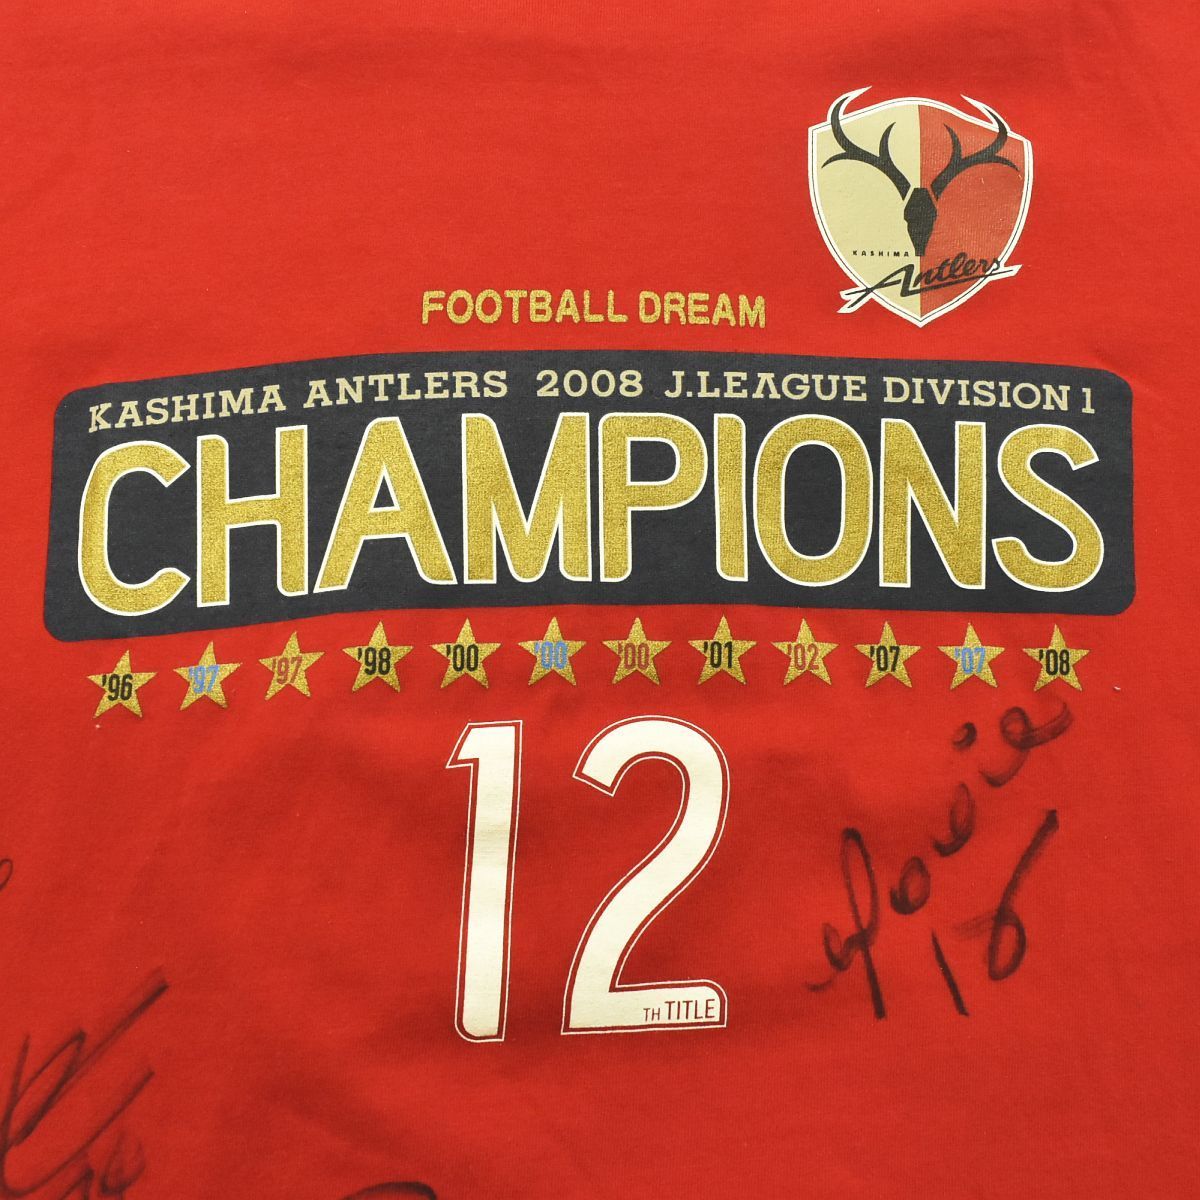 KASHIMA
Antlers
FOOTBALL DREAM
KASHIMA ANTLERS 2008 J.LEAGUE DIVISION 1
CHAMPIONS
'96 '97 '97 '98 '00 '00 '00 '01 '02 '07 '07 '08
12
TH TITLE